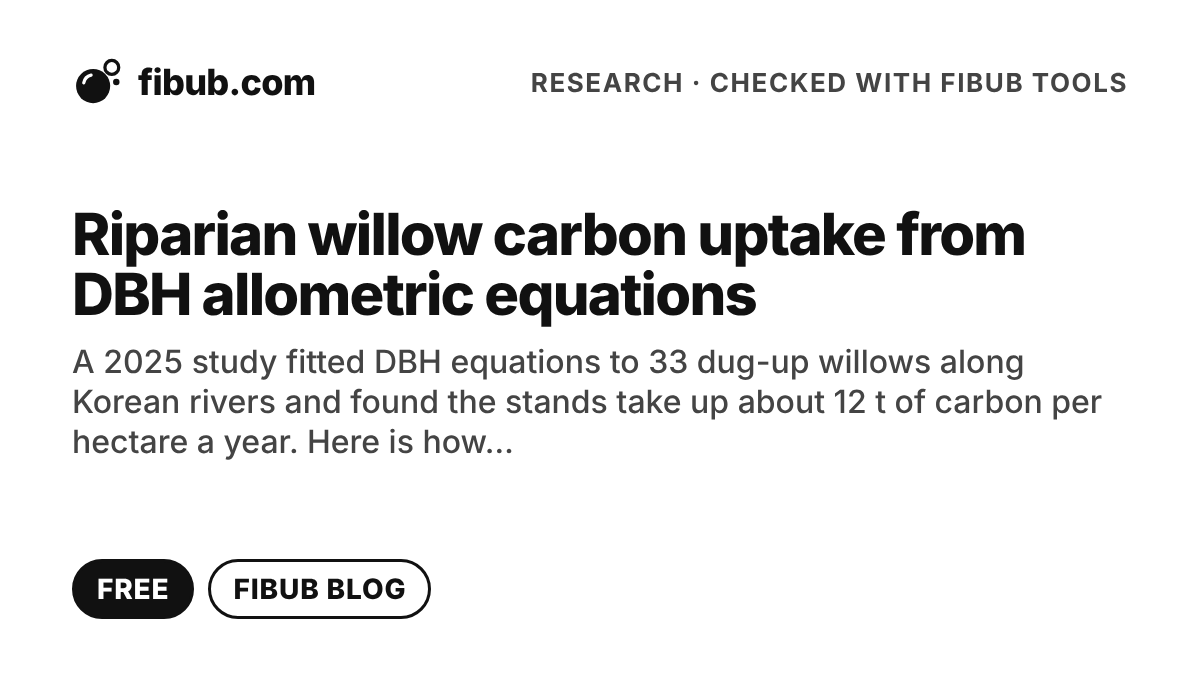 fibub.com
RESEARCH · CHECKED WITH FIBUB TOOLS
Riparian willow carbon uptake from
DBH allometric equations
A 2025 study fitted DBH equations to 33 dug-up willows along
Korean rivers and found the stands take up about 12 t of carbon per
hectare a year. Here is how…
FREE
FIBUB BLOG